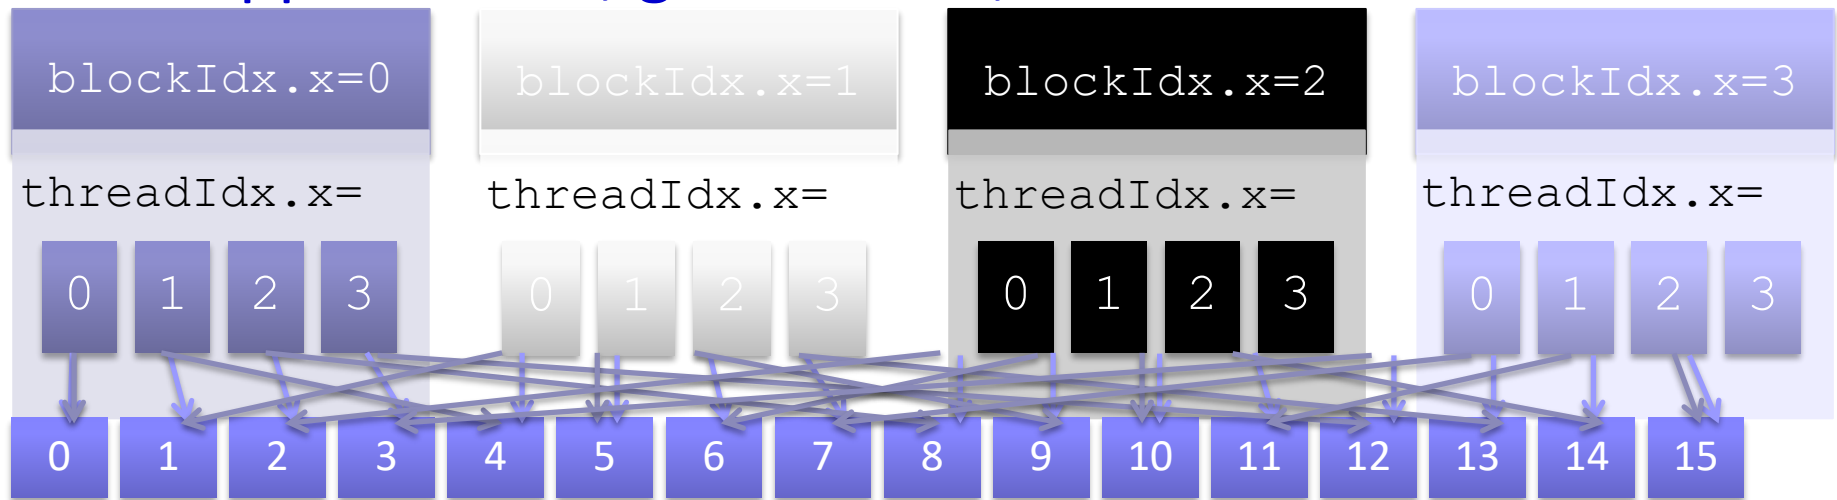 blockIdx.x=0 blockIdx.x=1 blockIdx.x=2 blockIdx.x=3
threadIdx.x= threadIdx.x= threadIdx.x= threadIdx.x=
0 1 2 3 0 1 2 3 0 1 2 3 0 1 2 3
0 1 2 3 4 5 6 7 8 9 10 11 12 13 14 15